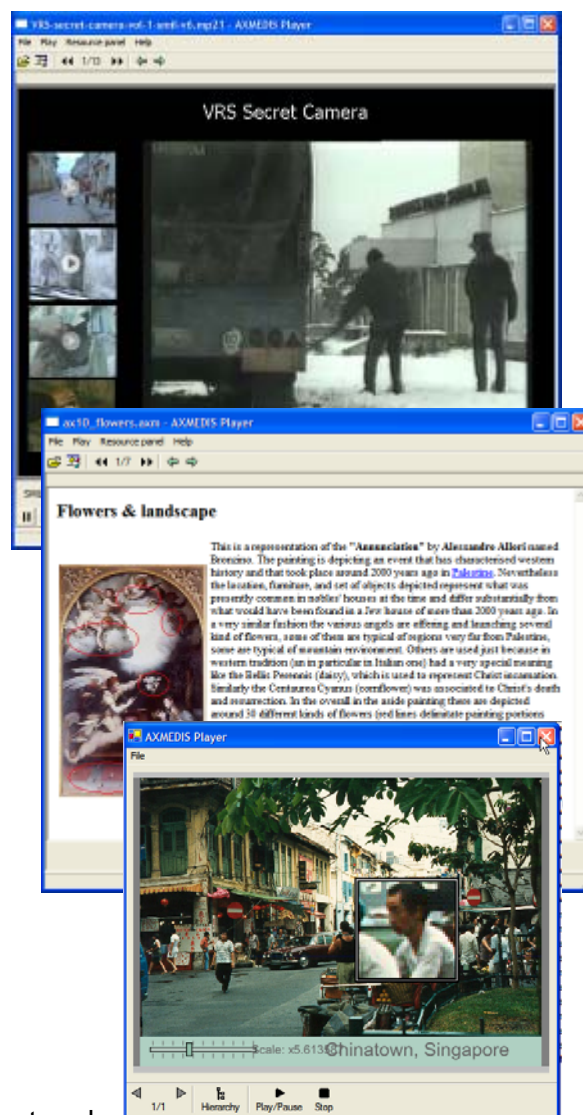 VRS-secret-camera-vol-1-smil-v6.mp21 - AXMEDIS Player
File Play Resource panel Help
1/13
VRS Secret Camera
ax10_flowers.axm - AXMEDIS Player
File Play Resource panel Help
1/7
Flowers & landscape
This is a representation of the "Annunciation" by Alessandro Allori named
Bronzino. The painting is depicting an event that has characterised western
history and that took place around 2000 years ago in Palestine. Nevertheless
the location, furniture, and set of objects depicted represent what was
presently common in nobles' houses at the time and differ substantially from
what would have been found in a Jew house of more than 2000 years ago. In
a very similar fashion the various angels are offering and launching several
kind of flowers, some of them are typical of regions very far from Palestine,
some are typical of mountain environment. Others are used just because in
western tradition (an in particular in Italian one) had a very special meaning
like the Bellis Perennis (daisy), which is used to represent Christ incarnation.
Similarly the Centaurea Cyanus (cornflower) was associated to Christ's death
and resurrection. In the overall in the aside painting there are depicted
around 30 different kinds of flowers (red lines delimitate painting portions
AXMEDIS Player
File
Scale: x5.61356
Chinatown, Singapore
1/1 Hierarchy Play/Pause Stop